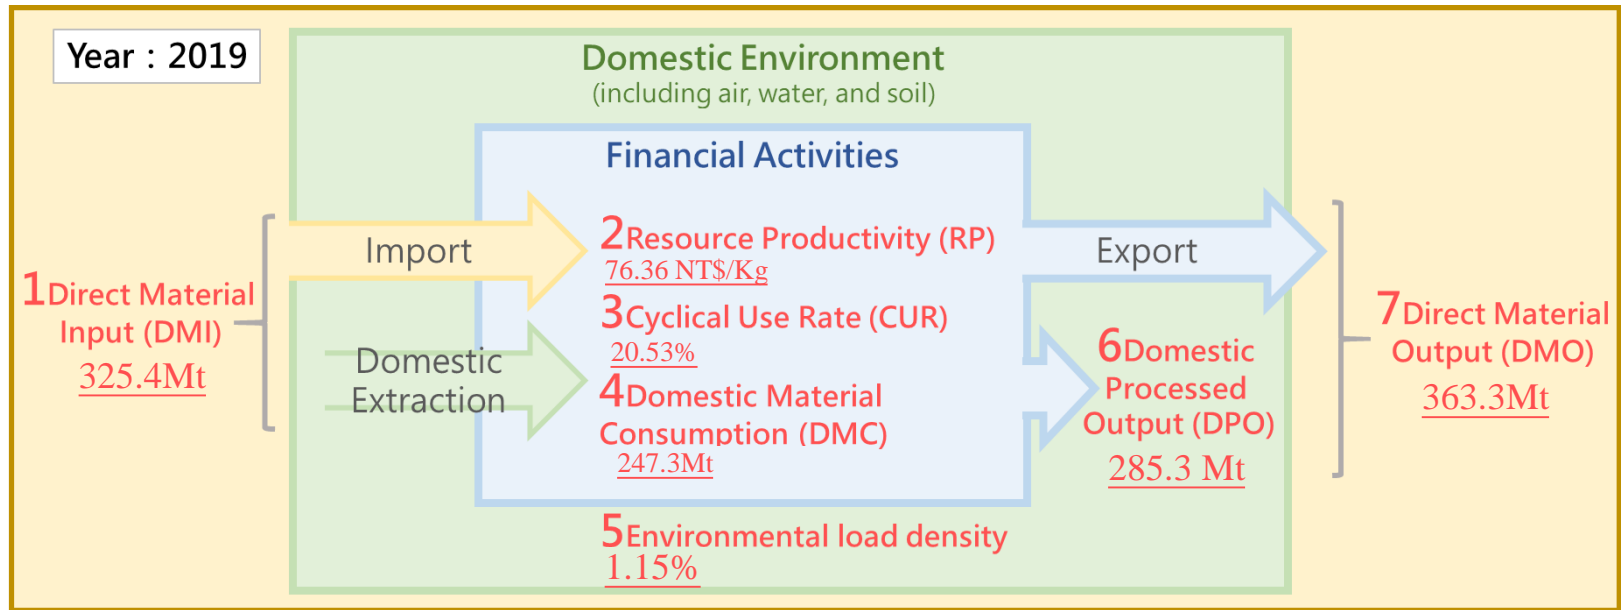 Year : 2019
Domestic Environment
(including air, water, and soil)
Financial Activities
1Direct Material
Input (DMI)
325.4Mt
Import
Domestic
Extraction
2Resource Productivity (RP)
76.36 NT$/Kg
3Cyclical Use Rate (CUR)
20.53%
4Domestic Material
Consumption (DMC)
247.3Mt
5Environmental load density
1.15%
Export
6Domestic
Processed
Output (DPO)
285.3 Mt
7Direct Material
Output (DMO)
363.3Mt